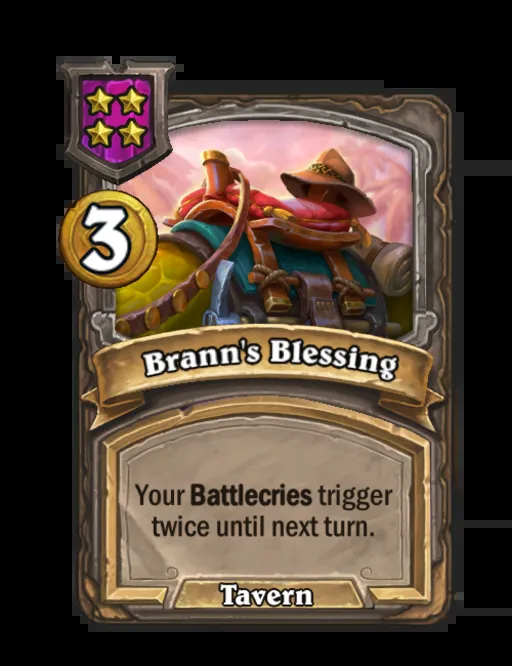 3
Brann's Blessing
Your Battlecries trigger
twice until next turn.
Tavern